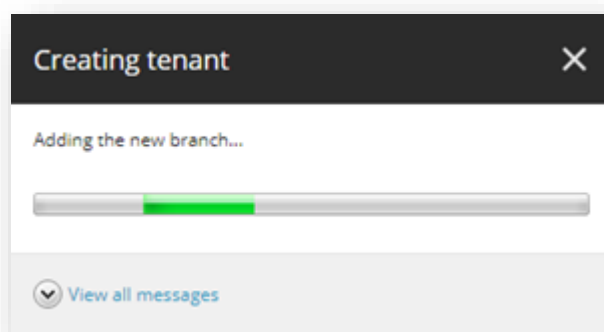 Creating tenant
Adding the new branch...
View all messages